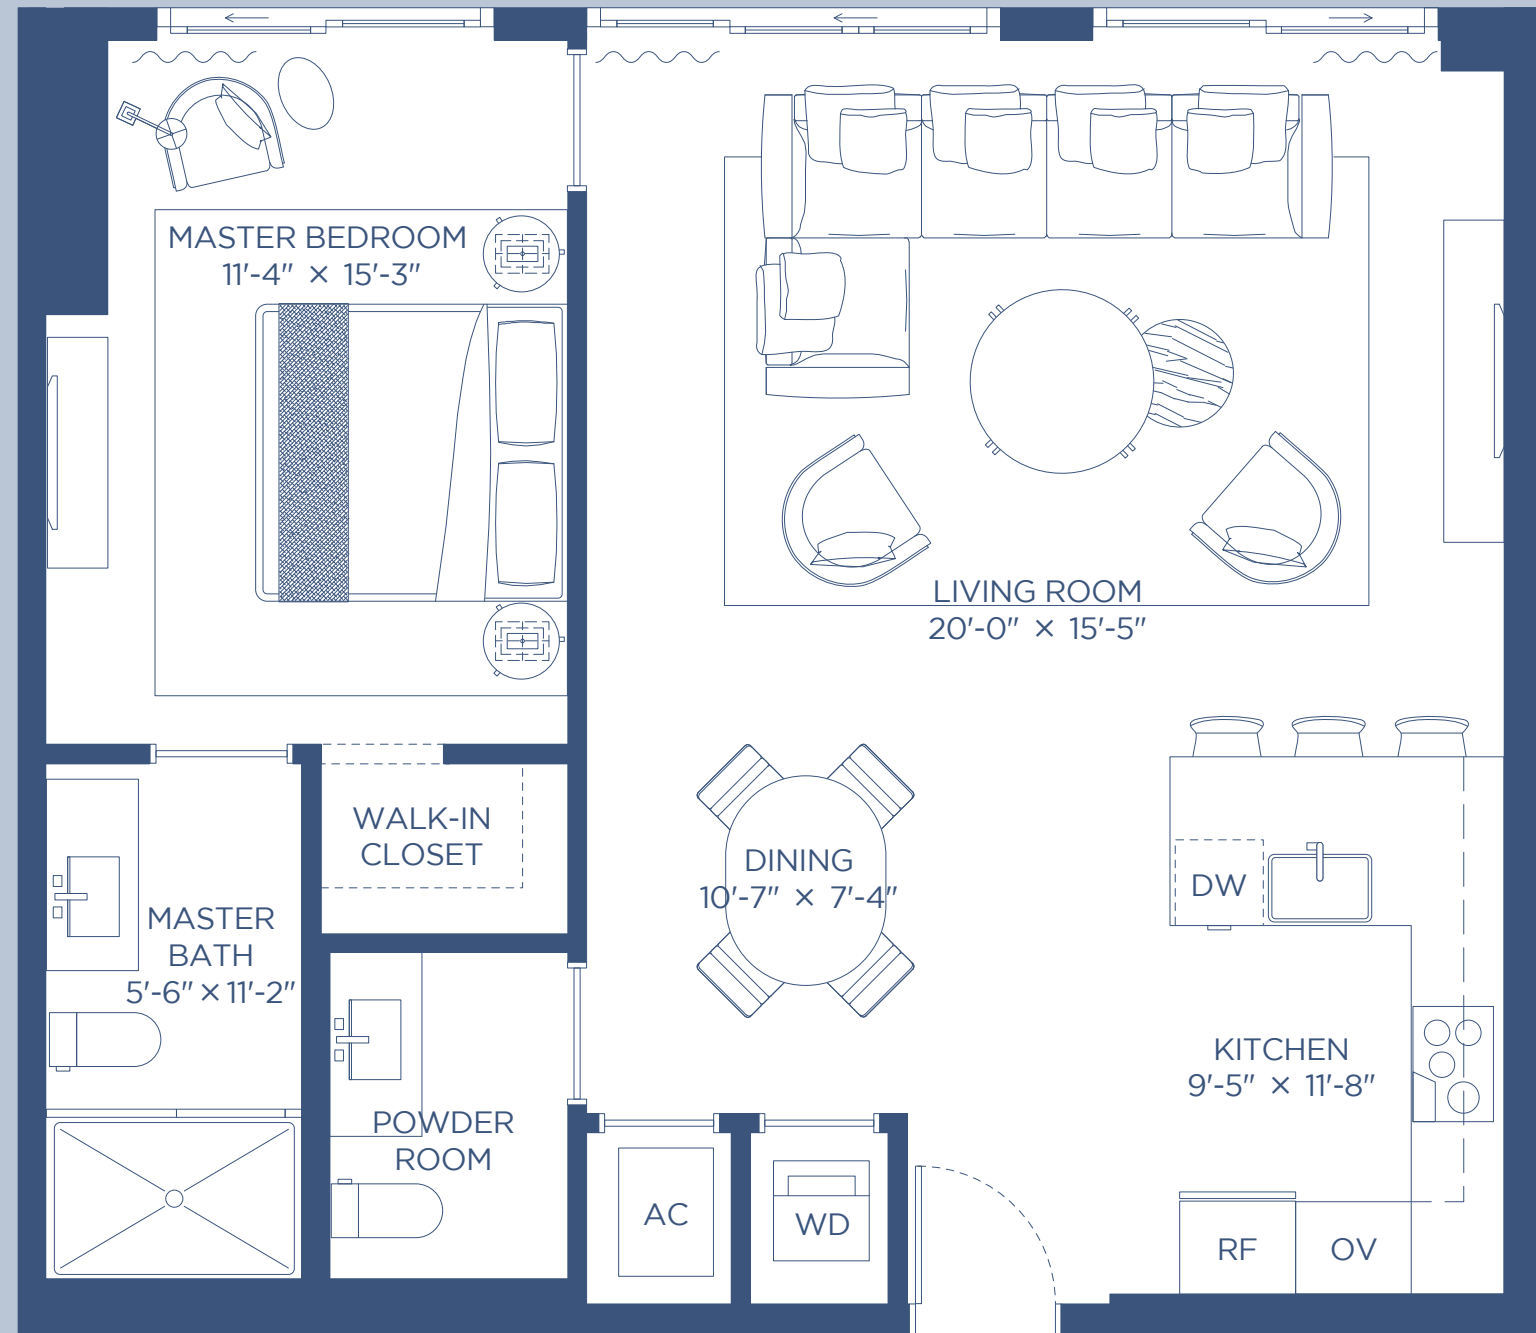 MASTER BEDROOM
11'-4" × 15'-3"
LIVING ROOM
20'-0" × 15'-5"
WALK-IN
CLOSET
DINING
10'-7" × 7'-4"
DW
MASTER
BATH
5'-6" × 11'-2"
KITCHEN
9'-5" × 11'-8"
POWDER
ROOM
AC
WD
RF
OV